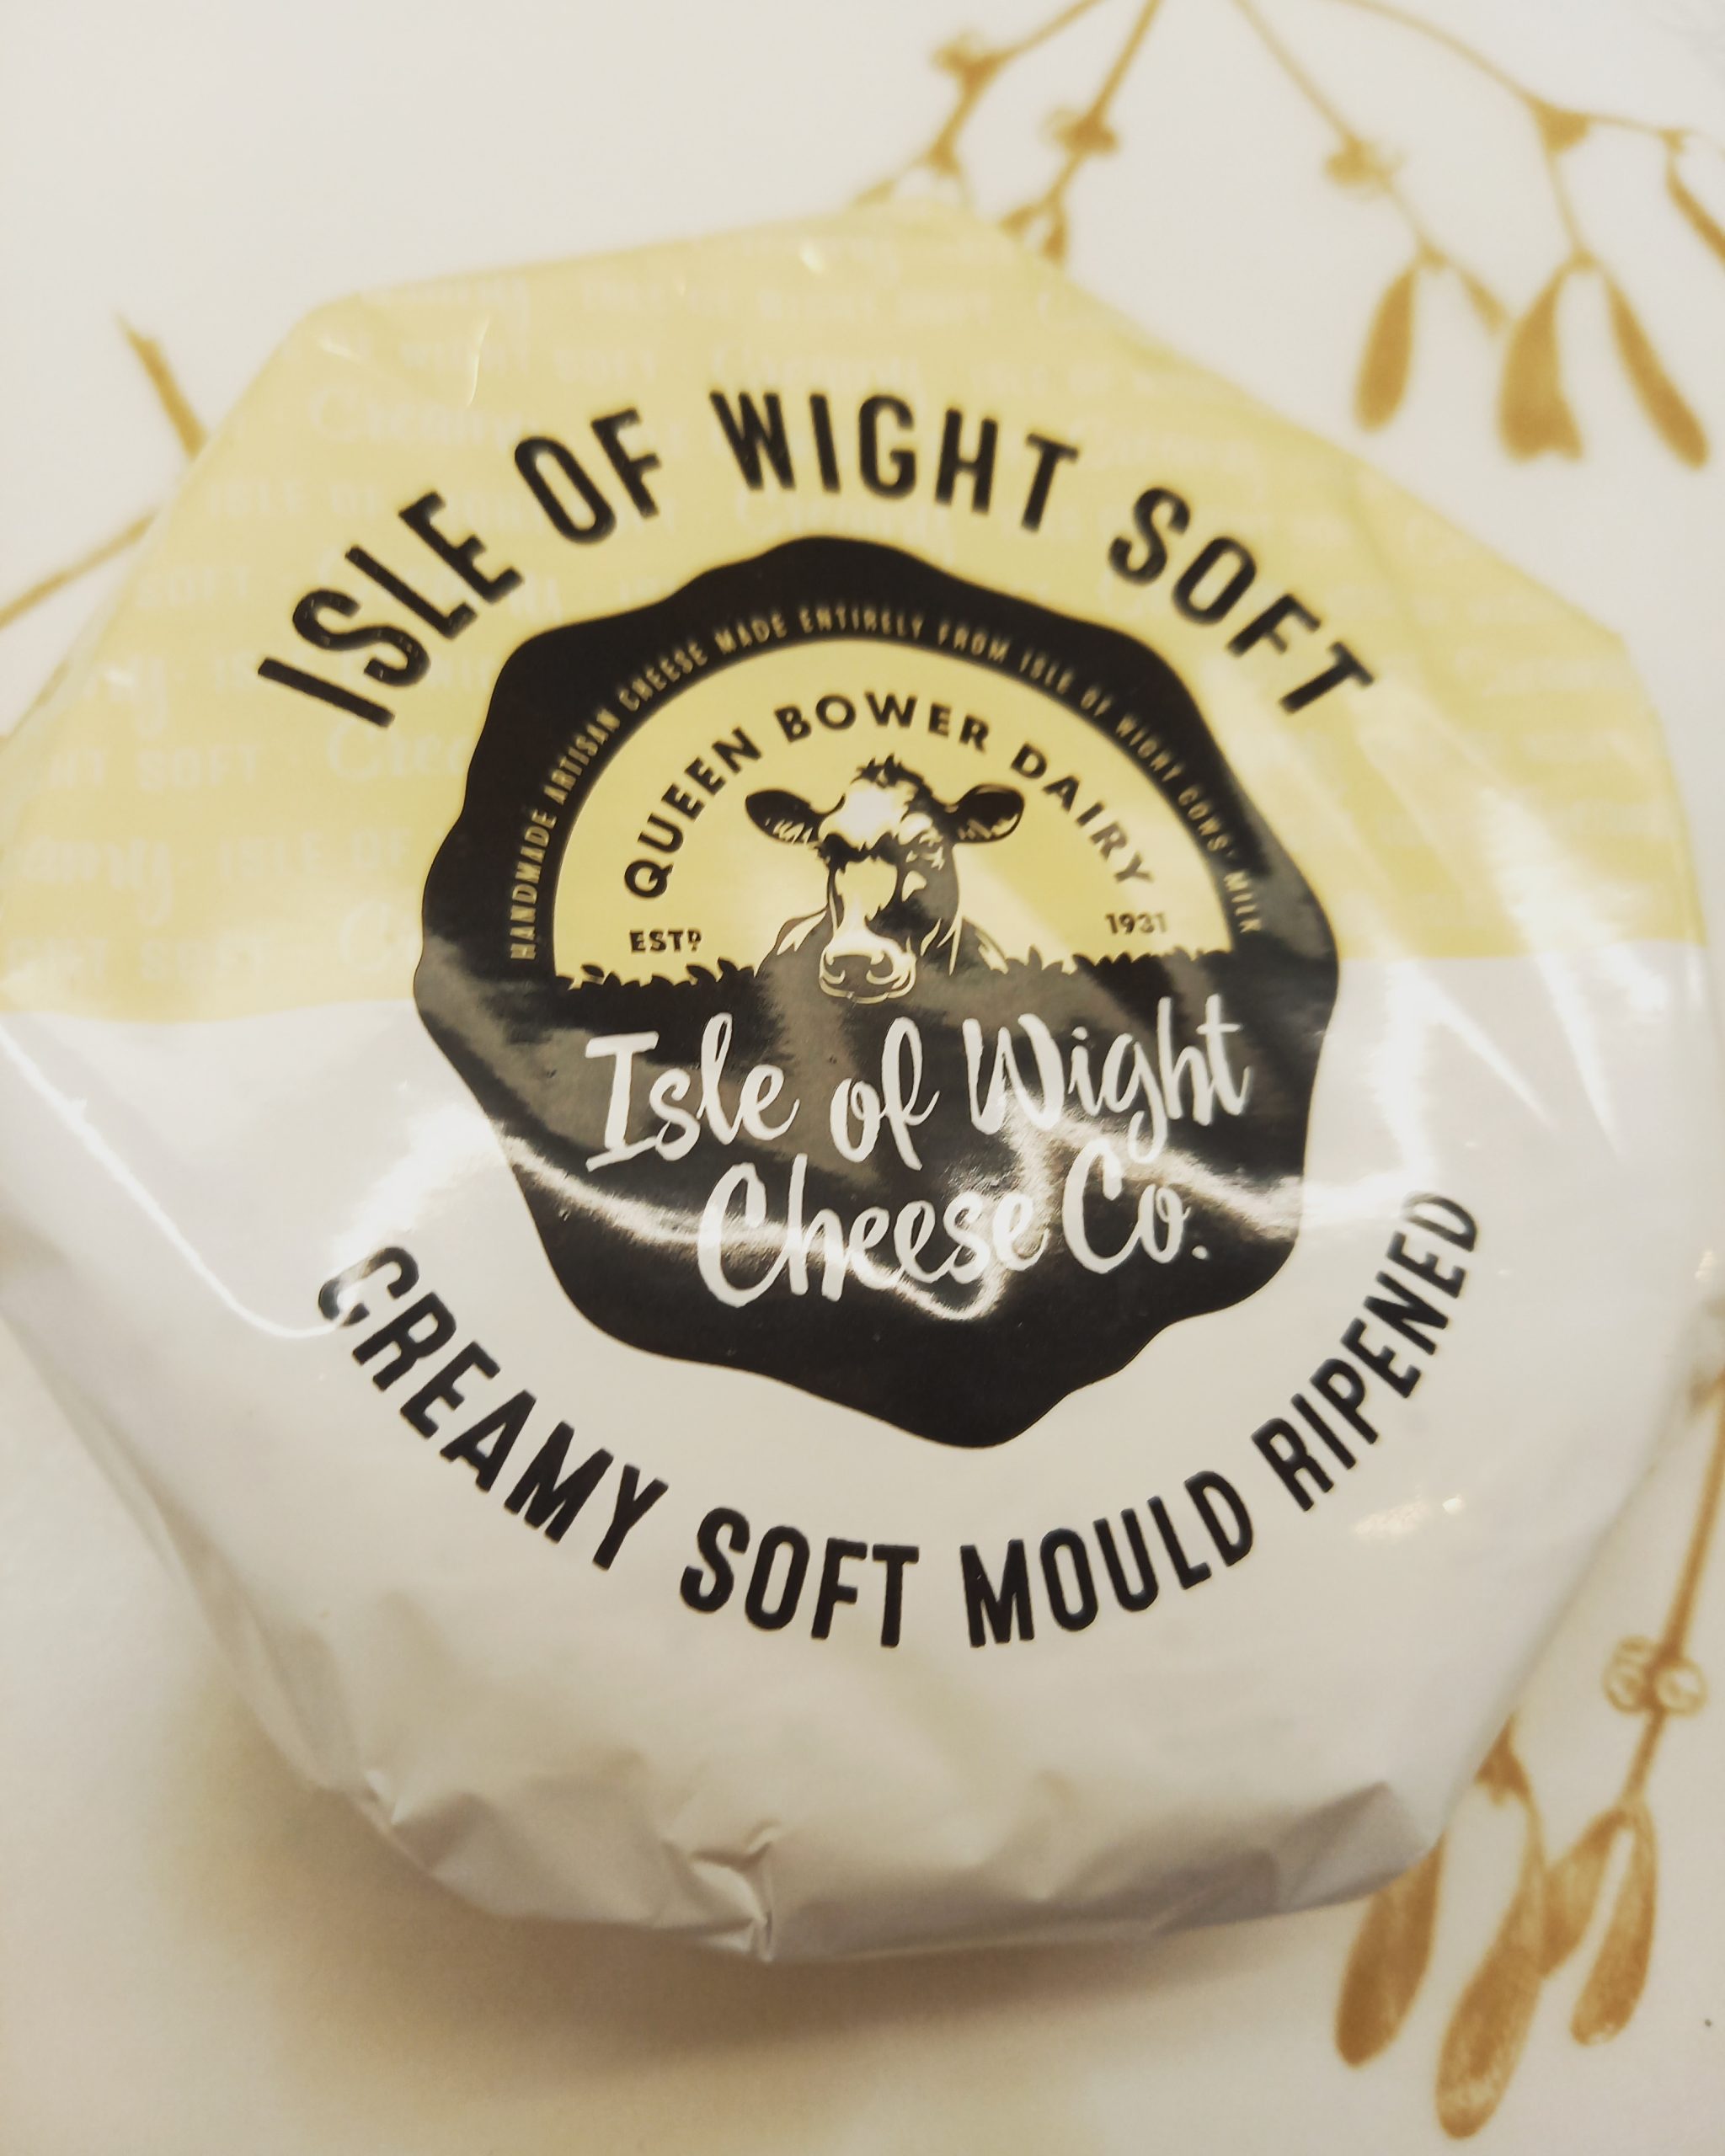 ISLE OF WIGHT SOFT
HANDMADE ARTISAN CHEESE MADE ENTIRELY FROM ISLE OF WIGHT COWS' MILK
QUEEN BOWER DAIRY
ESTD 1931
Isle of Wight
Cheese Co.
CREAMY SOFT MOULD RIPENED